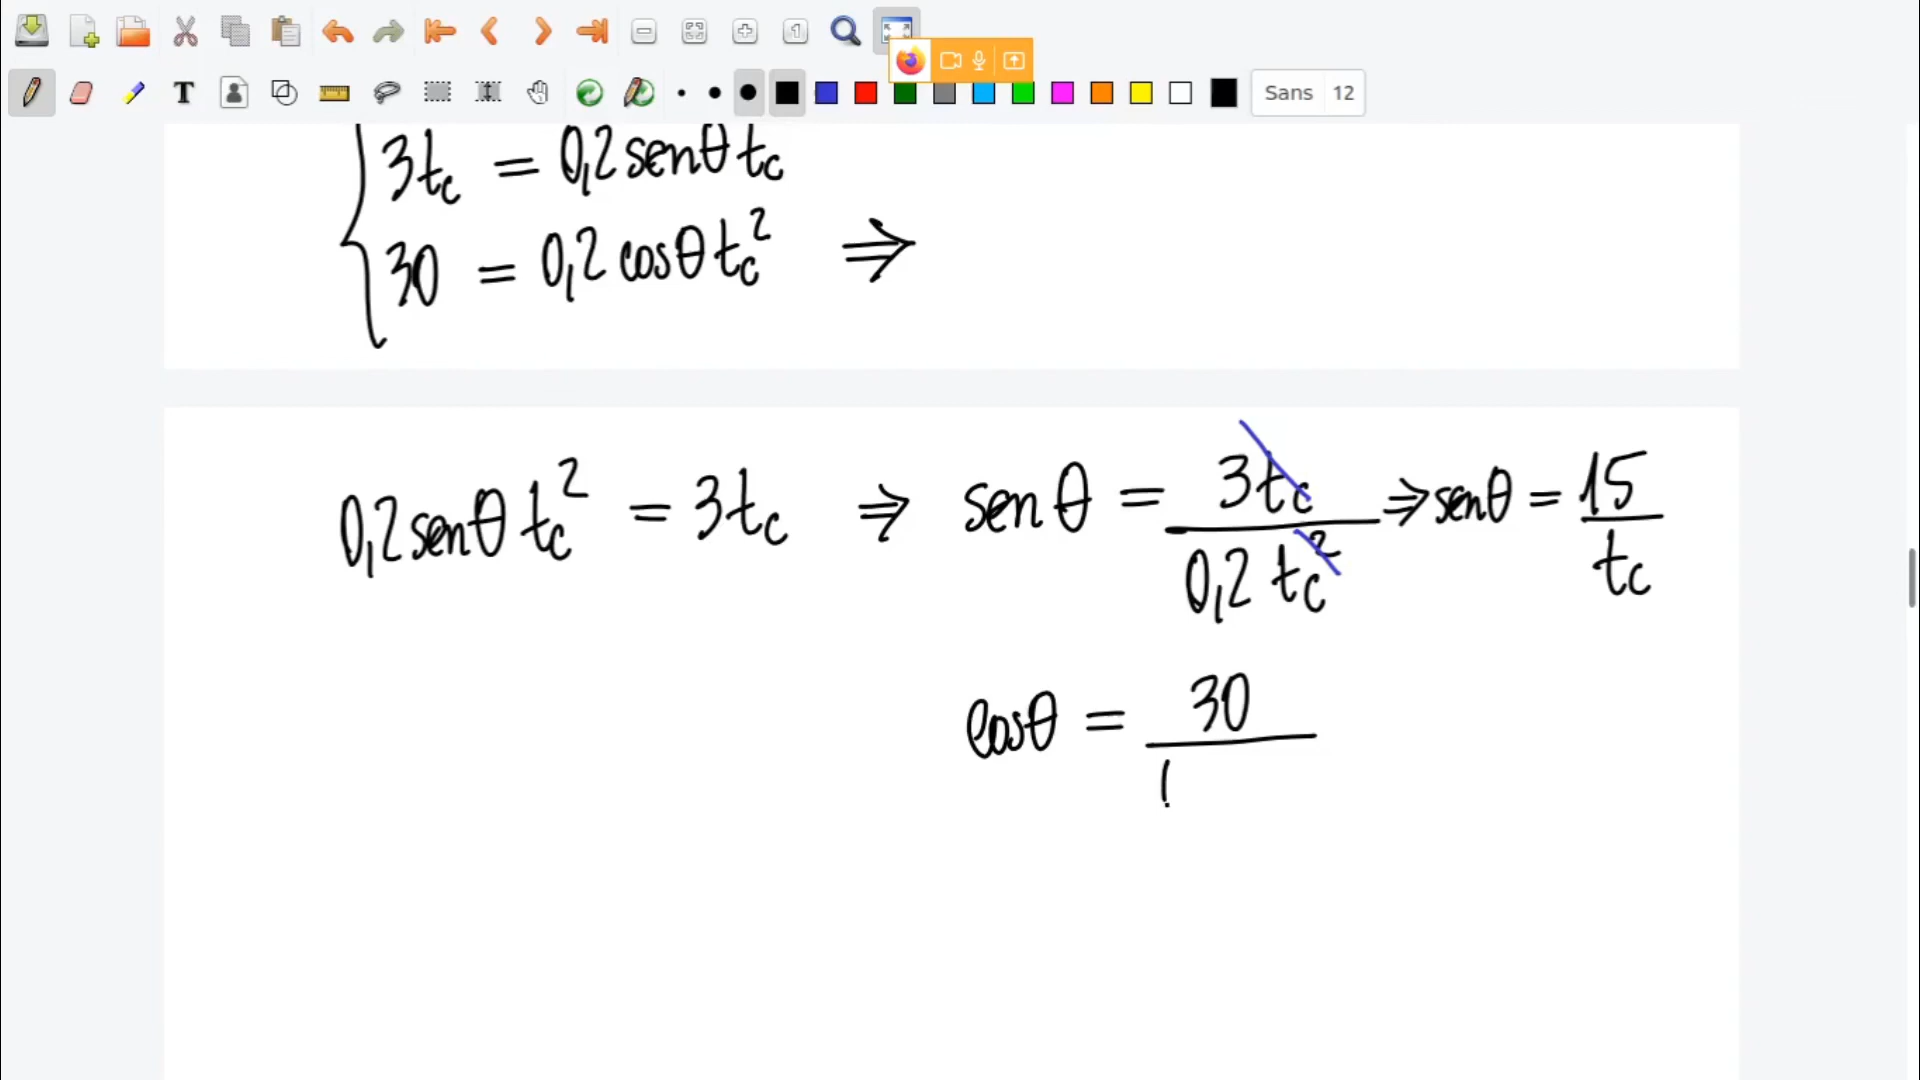 T
1
Sans 12
3tc = 0,2 senθ tc
30 = 0,2 cosθ tc² ⇒
0,2 senθ tc² = 3tc ⇒ senθ = 3tc / 0,2 tc² ⇒ senθ = 15 / tc
cosθ = 30 /